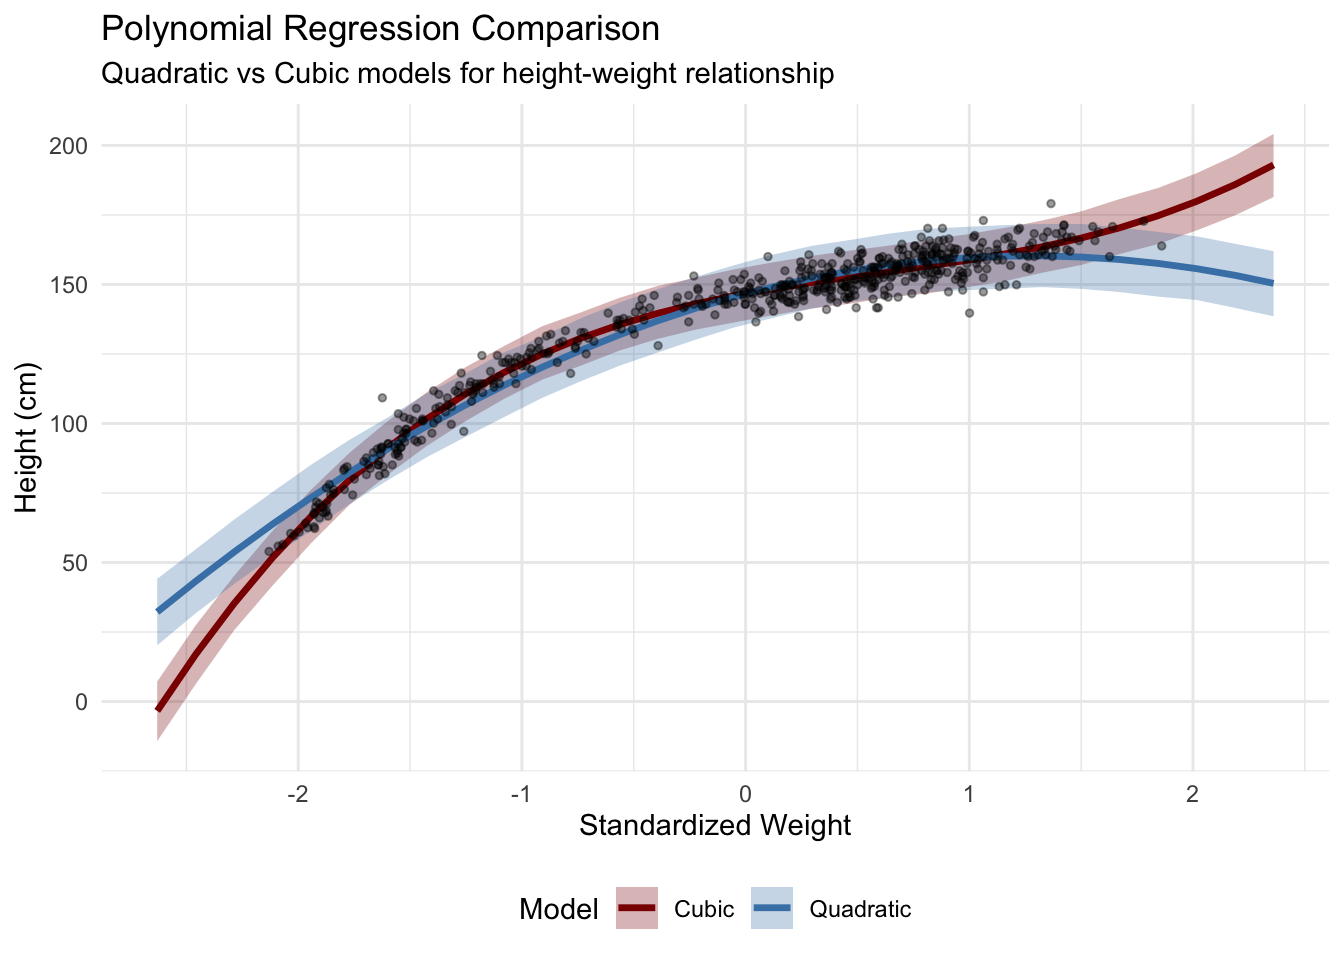 Polynomial Regression Comparison
Quadratic vs Cubic models for height-weight relationship
200
150
100
50
0
Height (cm)
-2 -1 0 1 2
Standardized Weight
Model Cubic Quadratic